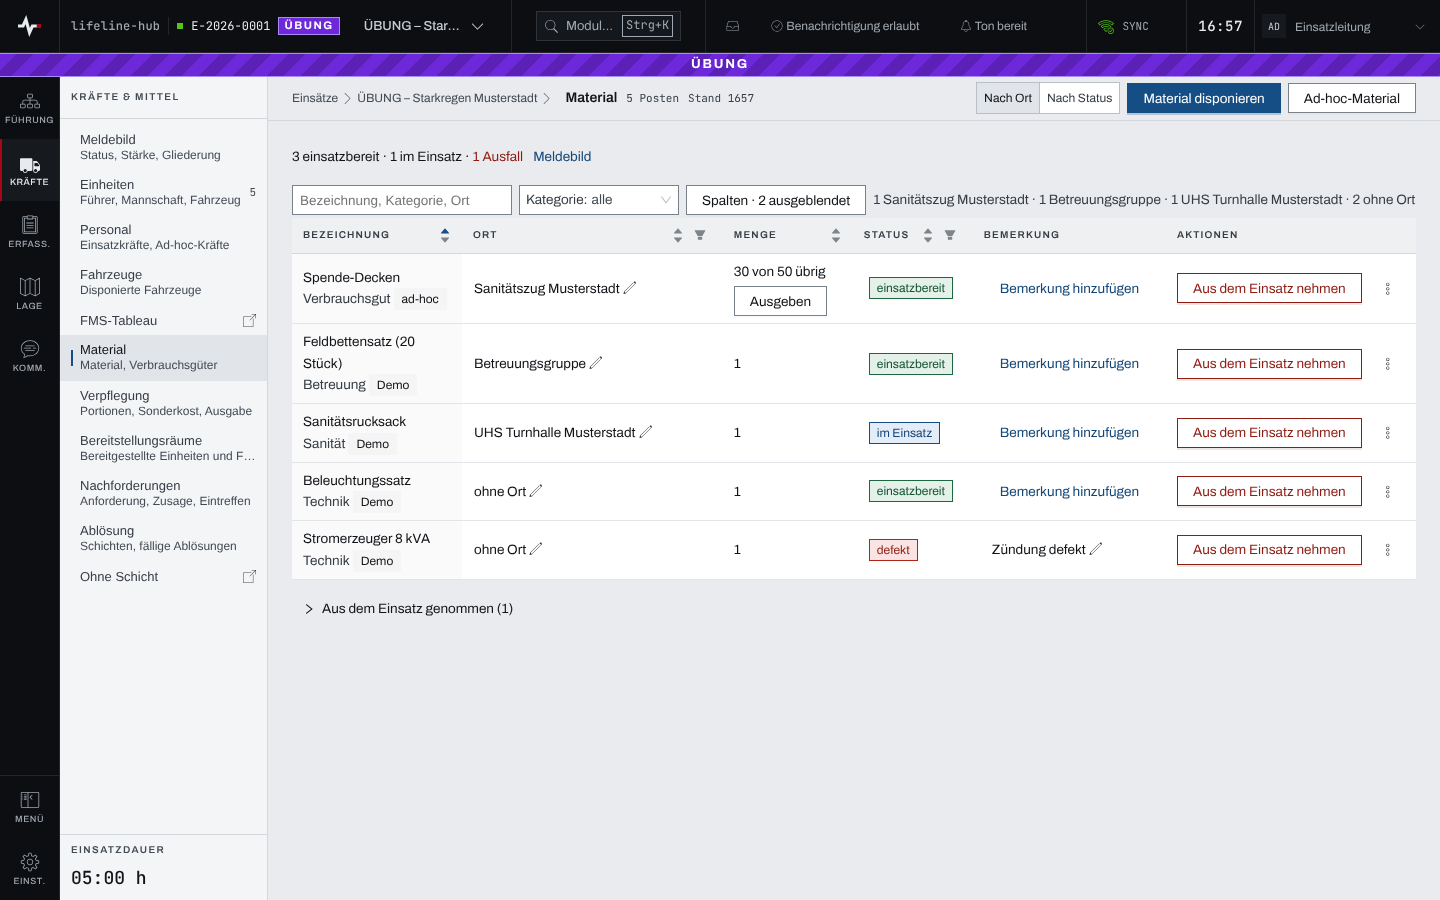 lifeline-hub E-2026-0001 ÜBUNG ÜBUNG – Star... Modul... Strg+K Benachrichtigung erlaubt Ton bereit SYNC 16:57 AD Einsatzleitung
ÜBUNG
FÜHRUNG
KRÄFTE
ERFASS.
LAGE
KOMM.
MENÜ
EINST.
KRÄFTE & MITTEL
Meldebild
Status, Stärke, Gliederung
Einheiten
Führer, Mannschaft, Fahrzeug 5
Personal
Einsatzkräfte, Ad-hoc-Kräfte
Fahrzeuge
Disponierte Fahrzeuge
FMS-Tableau
Material
Material, Verbrauchsgüter
Verpflegung
Portionen, Sonderkost, Ausgabe
Bereitstellungsräume
Bereitgestellte Einheiten und F...
Nachforderungen
Anforderung, Zusage, Eintreffen
Ablösung
Schichten, fällige Ablösungen
Ohne Schicht
EINSATZDAUER
05:00 h
Einsätze ÜBUNG – Starkregen Musterstadt Material 5 Posten Stand 1657 Nach Ort Nach Status Material disponieren Ad-hoc-Material
3 einsatzbereit · 1 im Einsatz · 1 Ausfall Meldebild
Bezeichnung, Kategorie, Ort Kategorie: alle Spalten · 2 ausgeblendet 1 Sanitätszug Musterstadt · 1 Betreuungsgruppe · 1 UHS Turnhalle Musterstadt · 2 ohne Ort
BEZEICHNUNG ORT MENGE STATUS BEMERKUNG AKTIONEN
Spende-Decken
Verbrauchsgut ad-hoc Sanitätszug Musterstadt 30 von 50 übrig
Ausgeben einsatzbereit Bemerkung hinzufügen Aus dem Einsatz nehmen
Feldbettensatz (20
Stück)
Betreuung Demo Betreuungsgruppe 1 einsatzbereit Bemerkung hinzufügen Aus dem Einsatz nehmen
Sanitätsrucksack
Sanität Demo UHS Turnhalle Musterstadt 1 im Einsatz Bemerkung hinzufügen Aus dem Einsatz nehmen
Beleuchtungssatz
Technik Demo ohne Ort 1 einsatzbereit Bemerkung hinzufügen Aus dem Einsatz nehmen
Stromerzeuger 8 kVA
Technik Demo ohne Ort 1 defekt Zündung defekt Aus dem Einsatz nehmen
Aus dem Einsatz genommen (1)